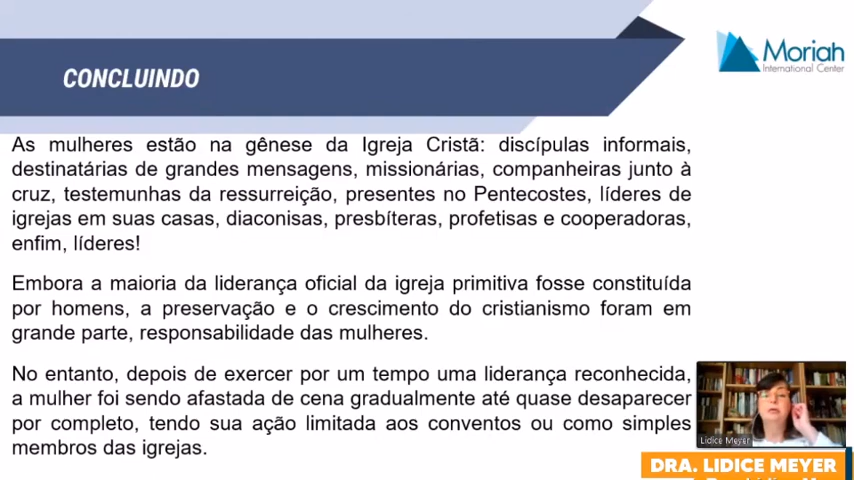 CONCLUINDO
Moriah
International Center
As mulheres estão na gênese da Igreja Cristã: discípulas informais,
destinatárias de grandes mensagens, missionárias, companheiras junto à
cruz, testemunhas da ressurreição, presentes no Pentecostes, líderes de
igrejas em suas casas, diaconisas, presbíteras, profetisas e cooperadoras,
enfim, líderes!
Embora a maioria da liderança oficial da igreja primitiva fosse constituída
por homens, a preservação e o crescimento do cristianismo foram em
grande parte, responsabilidade das mulheres.
No entanto, depois de exercer por um tempo uma liderança reconhecida,
a mulher foi sendo afastada de cena gradualmente até quase desaparecer
por completo, tendo sua ação limitada aos conventos ou como simples
membros das igrejas.
Lidice Meyer
DRA. LIDICE MEYER